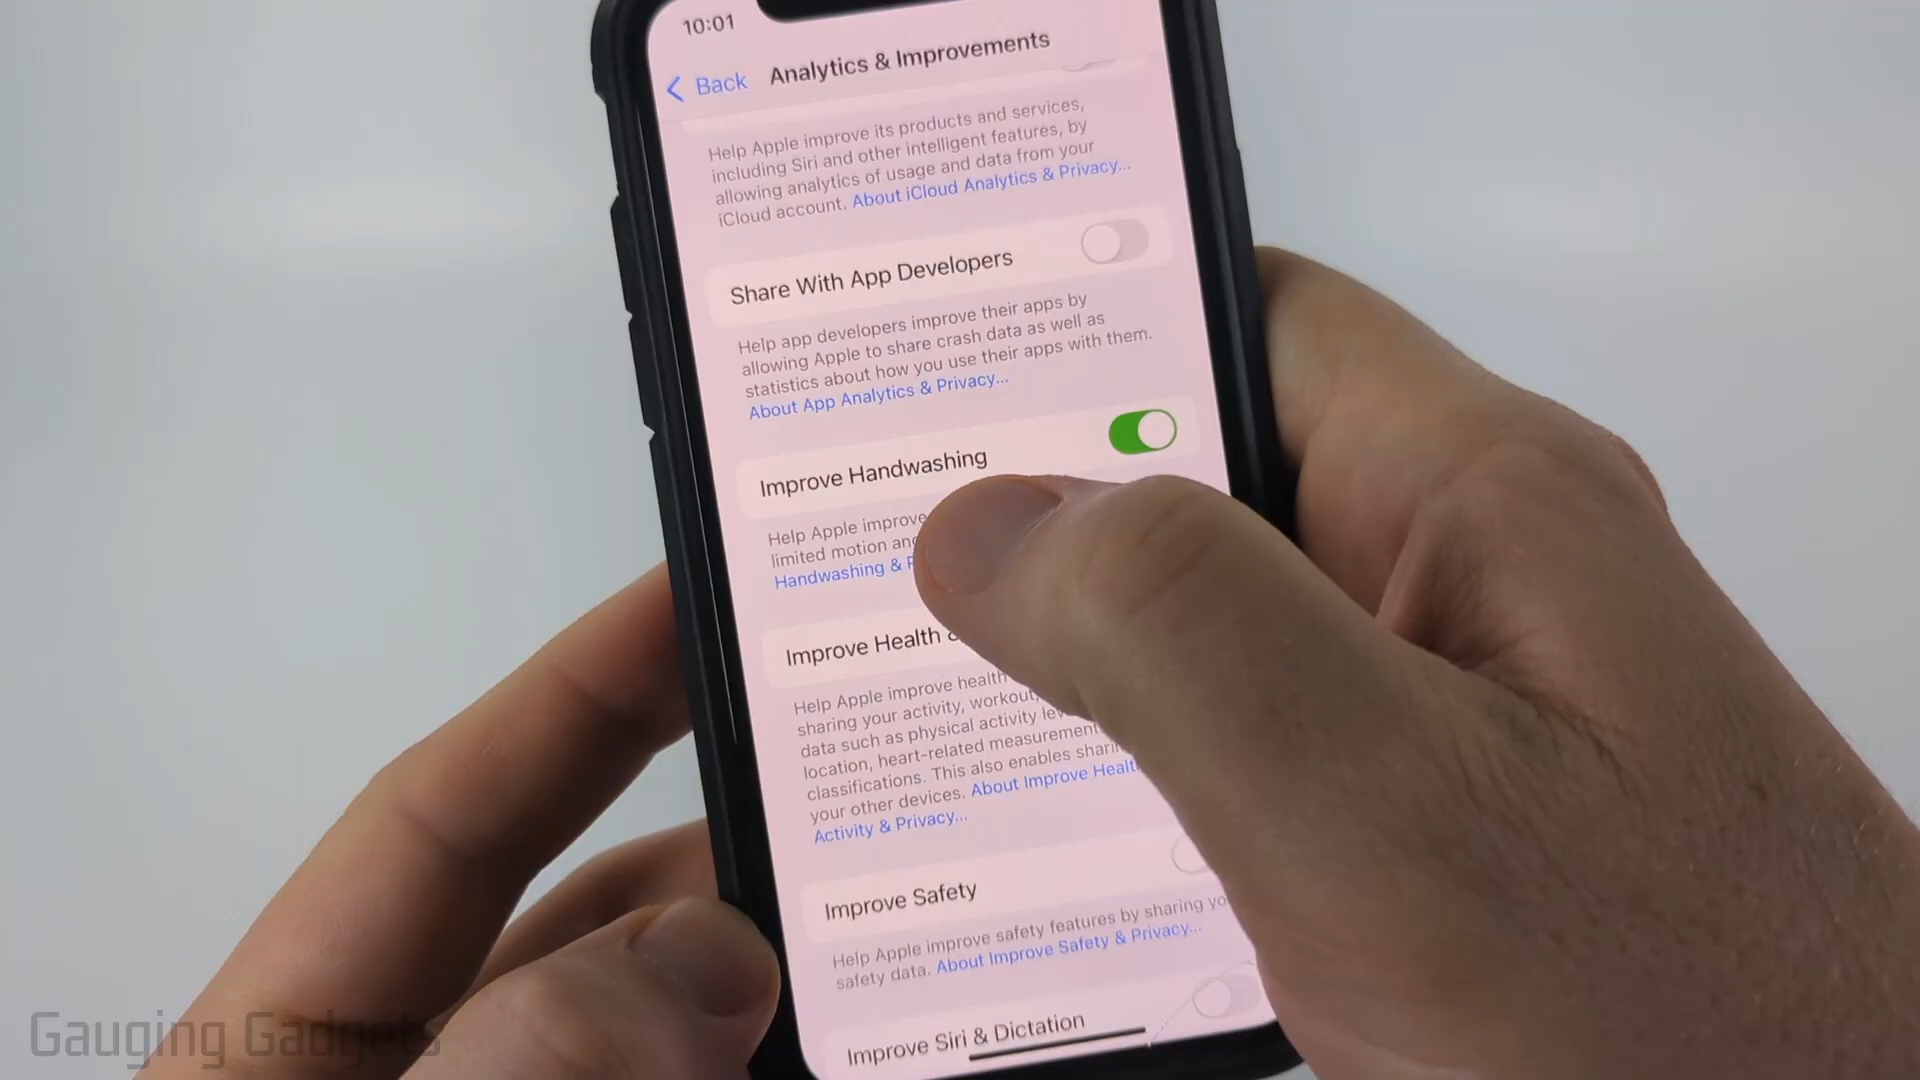 10:01
Back
Analytics & Improvements
Help Apple improve its products and services,
including Siri and other intelligent features, by
allowing analytics of usage and data from your
iCloud account. About iCloud Analytics & Privacy...
Share With App Developers
Help app developers improve their apps by
allowing Apple to share crash data as well as
statistics about how you use their apps with them.
About App Analytics & Privacy...
Improve Handwashing
Help Apple improve
limited motion and
Handwashing &
Improve Health
Help Apple improve health
sharing your activity, workout,
data such as physical activity
location, heart-related measurement
classifications. This also enables
your other devices. About Improve Health
Activity & Privacy...
Improve Safety
Help Apple improve safety features by sharing
safety data. About Improve Safety & Privacy...
Improve Siri & Dictation
Gauging Gadgets